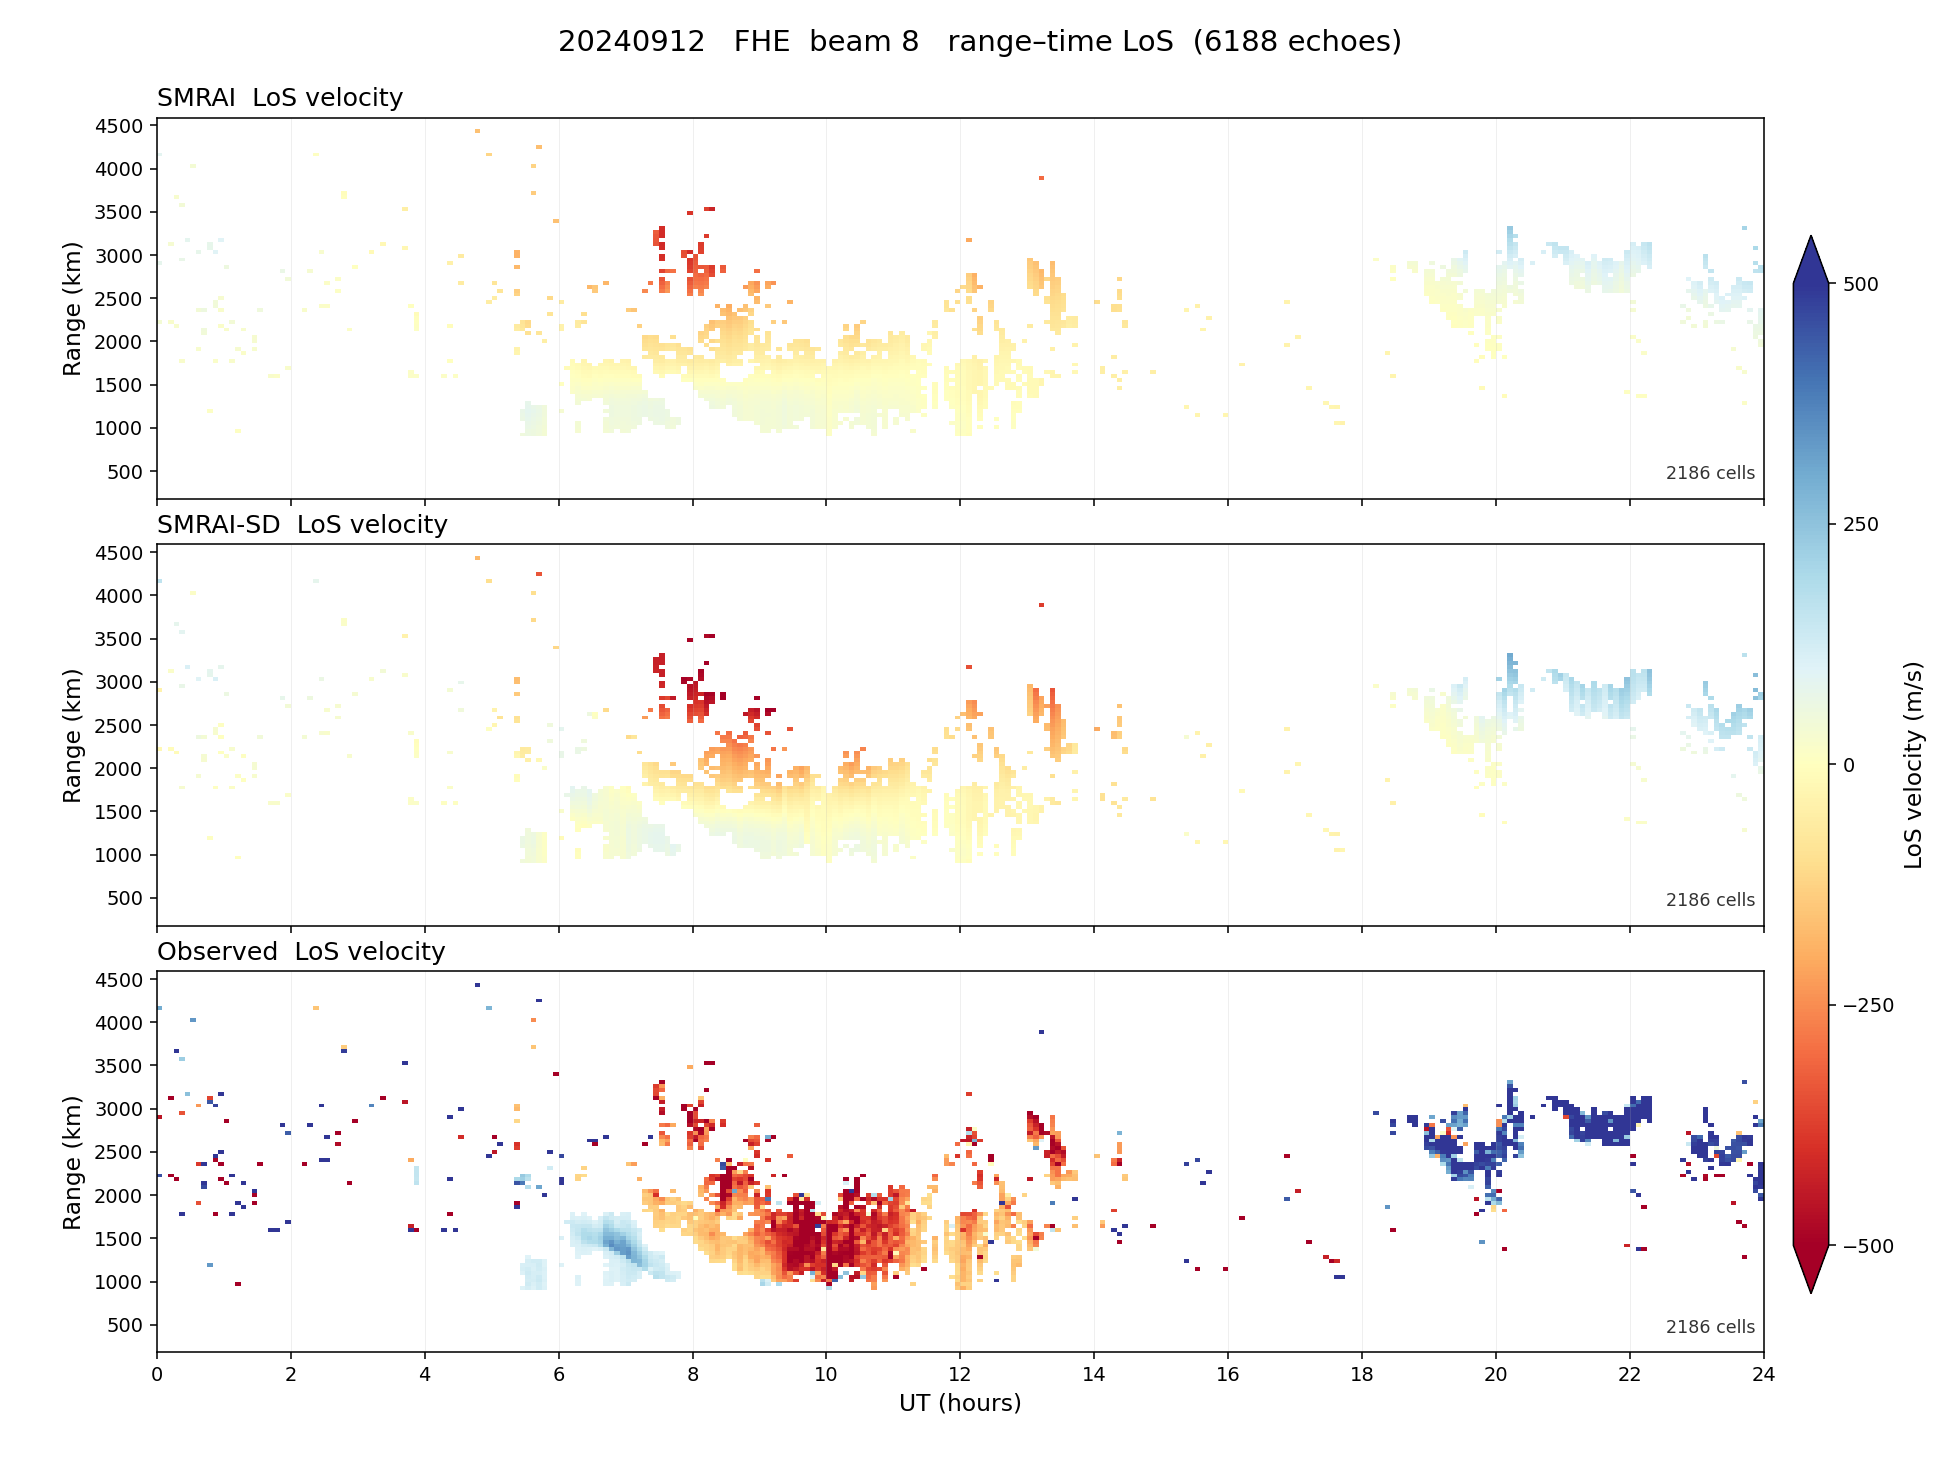 20240912 FHE beam 8 range–time LoS (6188 echoes)
SMRAI LoS velocity
4500
4000
3500
3000
2500
2000
1500
1000
500
Range (km)
2186 cells
SMRAI-SD LoS velocity
4500
4000
3500
3000
2500
2000
1500
1000
500
Range (km)
2186 cells
Observed LoS velocity
4500
4000
3500
3000
2500
2000
1500
1000
500
Range (km)
2186 cells
0 2 4 6 8 10 12 14 16 18 20 22 24
UT (hours)
500
250
0
−250
−500
LoS velocity (m/s)